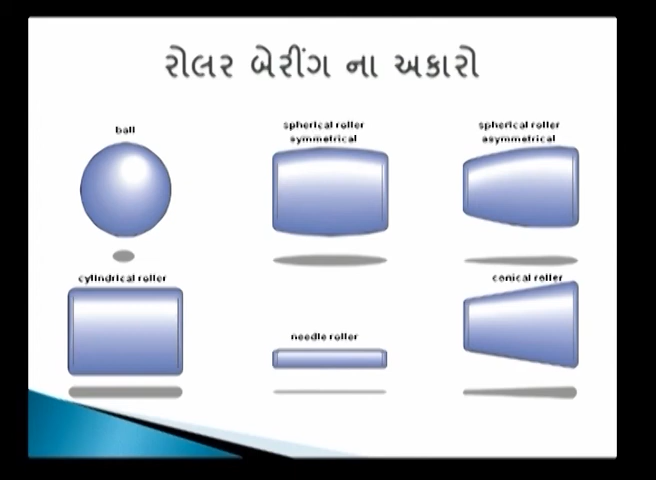 રોલર બેરીંગ ના અકારો
ball
spherical roller
symmetrical
spherical roller
asymmetrical
cylindrical roller
needle roller
conical roller